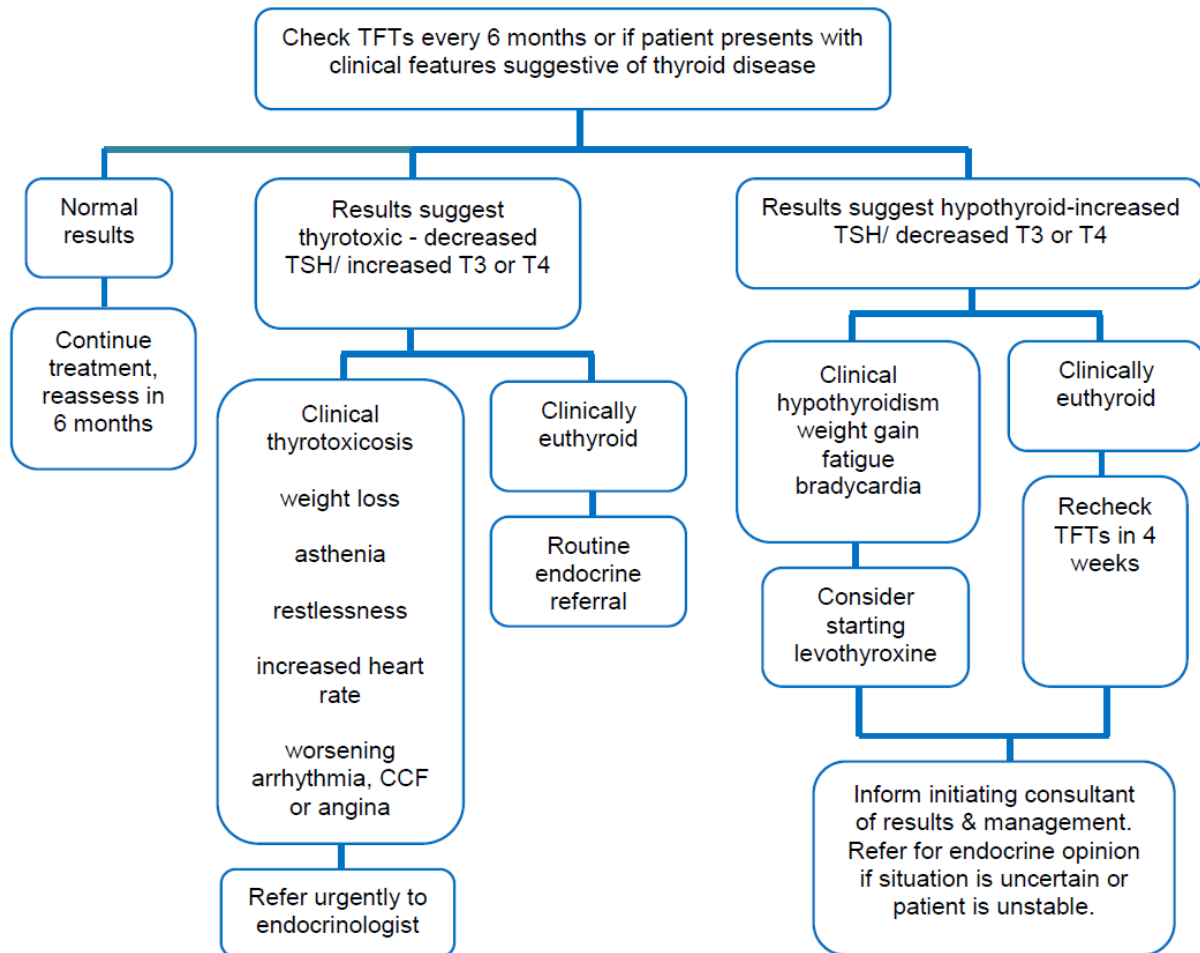 Check TFTs every 6 months or if patient presents with
clinical features suggestive of thyroid disease
Normal
results
Continue
treatment,
reassess in
6 months
Results suggest
thyrotoxic - decreased
TSH/ increased T3 or T4
Clinical
thyrotoxicosis
weight loss
asthenia
restlessness
increased heart
rate
worsening
arrhythmia, CCF
or angina
Refer urgently to
endocrinologist
Clinically
euthyroid
Routine
endocrine
referral
Results suggest hypothyroid-increased
TSH/ decreased T3 or T4
Clinical
hypothyroidism
weight gain
fatigue
bradycardia
Consider
starting
levothyroxine
Clinically
euthyroid
Recheck
TFTs in 4
weeks
Inform initiating consultant
of results & management.
Refer for endocrine opinion
if situation is uncertain or
patient is unstable.